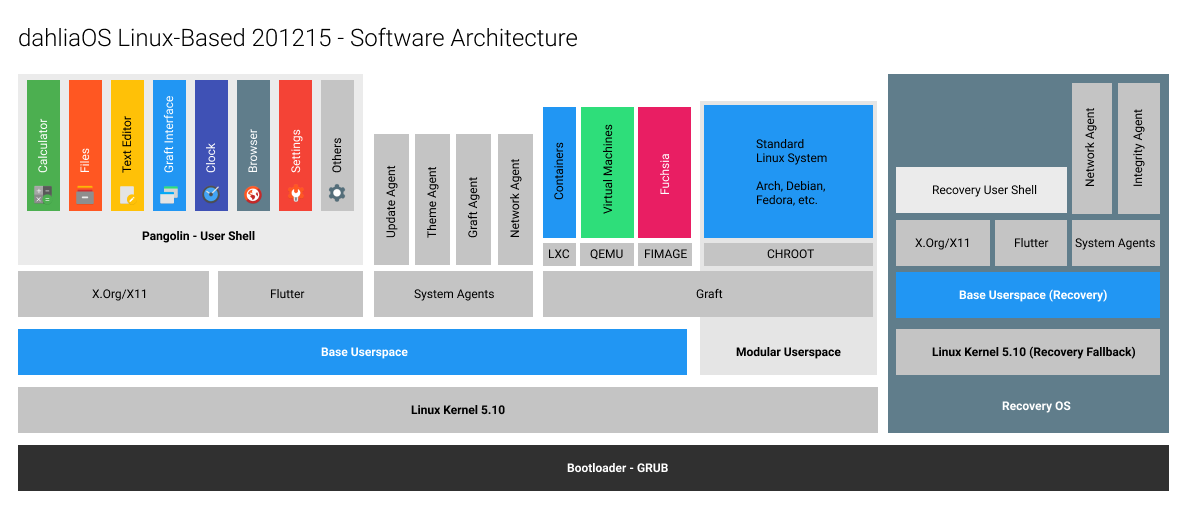 dahliaOS Linux-Based 201215 - Software Architecture
Calculator
Files
Text Editor
Graft Interface
Clock
Browser
Settings
Others
Pangolin - User Shell
Update Agent
Theme Agent
Graft Agent
Network Agent
Containers
Virtual Machines
Fuchsia
Standard
Linux System
Arch, Debian,
Fedora, etc.
LXC
QEMU
FIMAGE
CHROOT
X.Org/X11
Flutter
System Agents
Graft
Base Userspace
Modular Userspace
Linux Kernel 5.10
Network Agent
Integrity Agent
Recovery User Shell
X.Org/X11
Flutter
System Agents
Base Userspace (Recovery)
Linux Kernel 5.10 (Recovery Fallback)
Recovery OS
Bootloader - GRUB